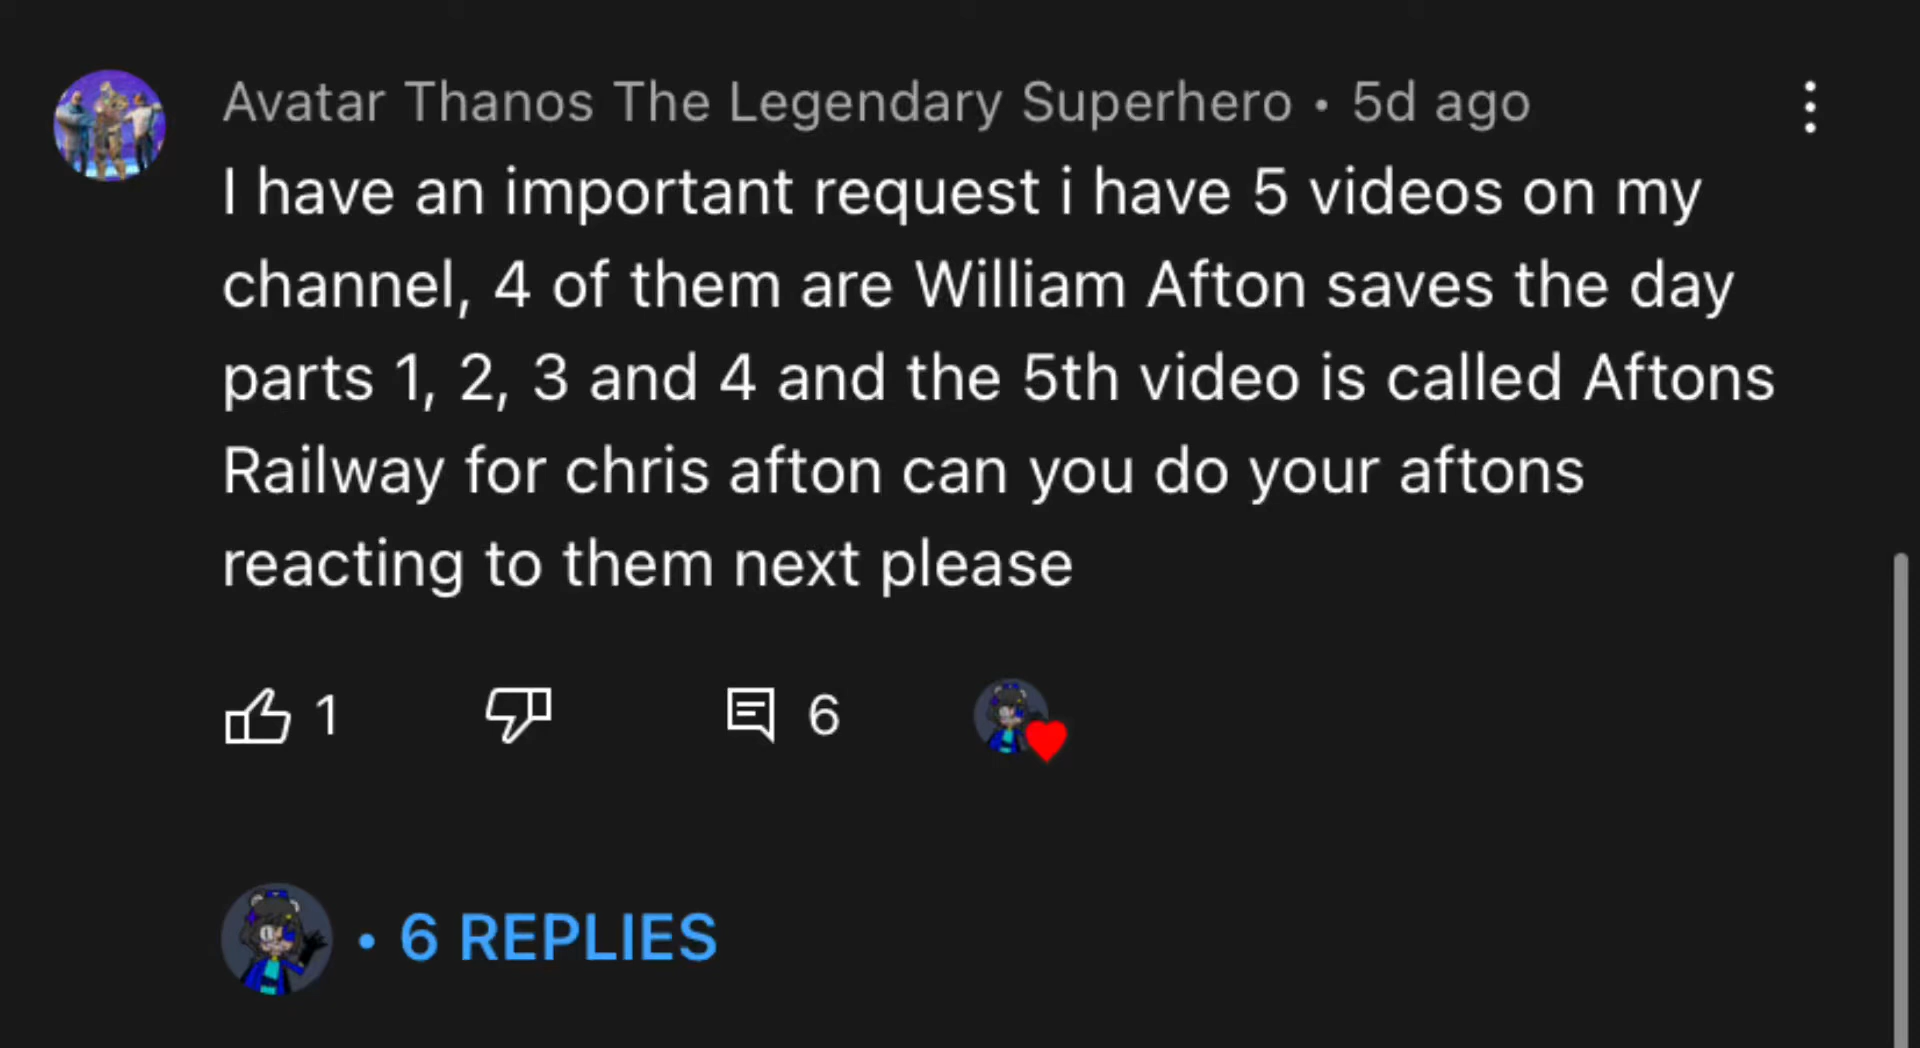 Avatar Thanos The Legendary Superhero • 5d ago
I have an important request i have 5 videos on my
channel, 4 of them are William Afton saves the day
parts 1, 2, 3 and 4 and the 5th video is called Aftons
Railway for chris afton can you do your aftons
reacting to them next please
1 6
• 6 REPLIES